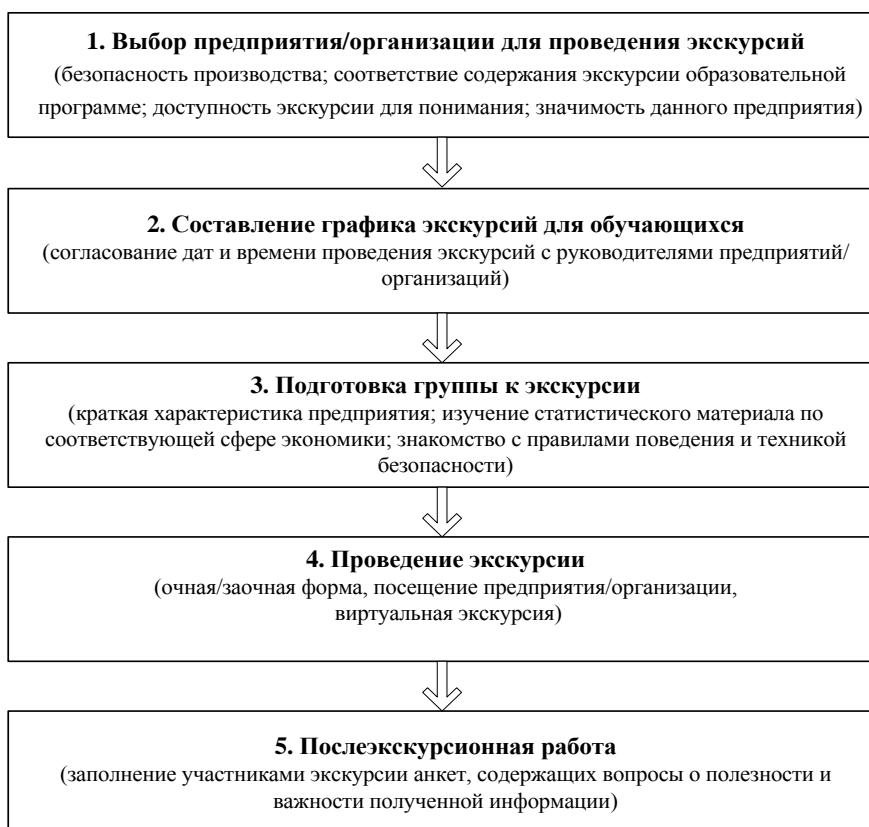 1. Выбор предприятия/организации для проведения экскурсий
(безопасность производства; соответствие содержания экскурсии образовательной
программе; доступность экскурсии для понимания; значимость данного предприятия)
2. Составление графика экскурсий для обучающихся
(согласование дат и времени проведения экскурсий с руководителями предприятий/
организаций)
3. Подготовка группы к экскурсии
(краткая характеристика предприятия; изучение статистического материала по
соответствующей сфере экономики; знакомство с правилами поведения и техникой
безопасности)
4. Проведение экскурсии
(очная/заочная форма, посещение предприятия/организации,
виртуальная экскурсия)
5. Послеэкскурсионная работа
(заполнение участниками экскурсии анкет, содержащих вопросы о полезности и
важности полученной информации)